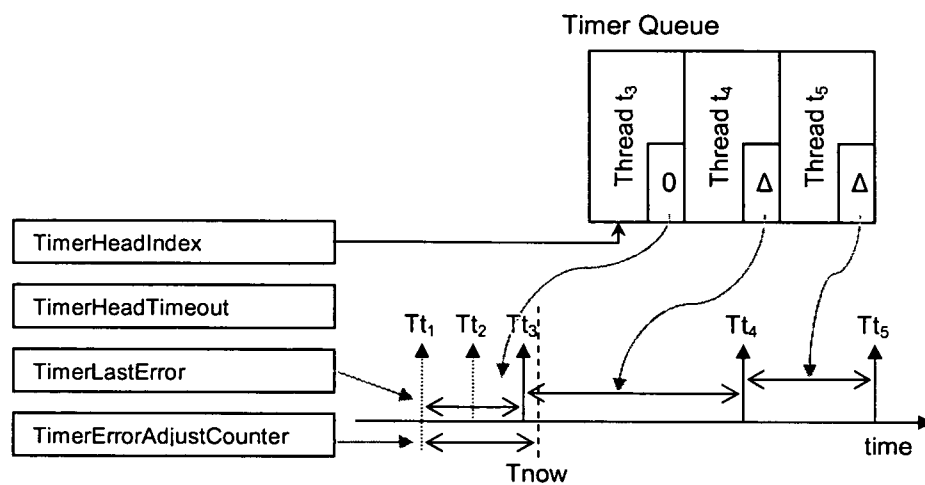 Timer Queue
Thread t3
0
Thread t4
Δ
Thread t5
Δ
TimerHeadIndex
TimerHeadTimeout
TimerLastError
TimerErrorAdjustCounter
Tt1
Tt2
Tt3
Tt4
Tt5
time
Tnow